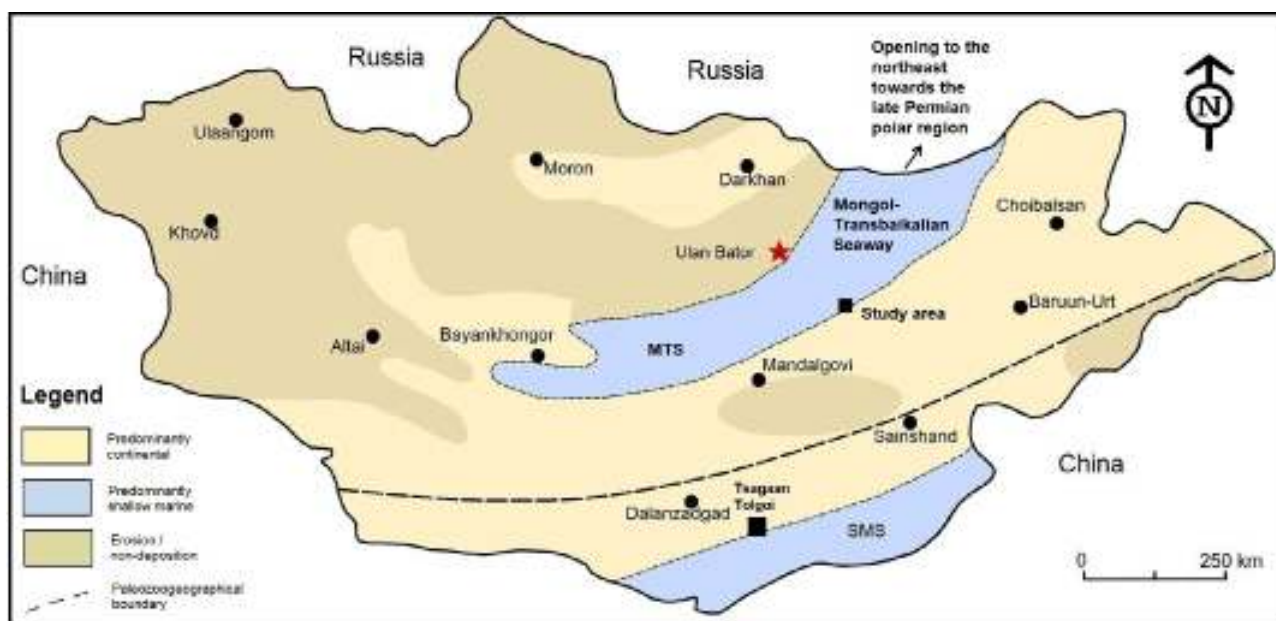 Russia
Russia
Opening to the
northeast
towards the
late Permian
polar region
N
Ulaangom
Moron
Darkhan
Mongol-
Transbaikalian
Seaway
Choibalsan
Khovd
Ulan Bator
China
Baruun-Urt
Study area
Altai
Bayankhongor
MTS
Mandalgovi
Legend
Predominantly
continental
Sainshand
China
Predominantly
shallow marine
Tsagaan
Tolgoi
Dalanzadgad
SMS
Erosion /
non-deposition
0 250 km
Paleozoogeographical
boundary